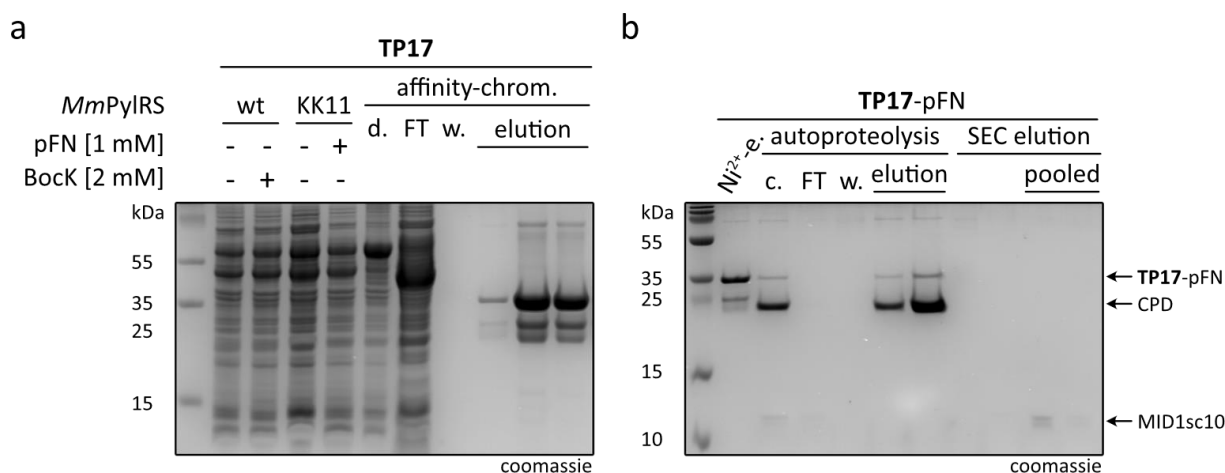 a
TP17
affinity-chrom.
MmPylRS wt KK11 d. FT w. elution
pFN [1 mM] - - - +
BocK [2 mM] - + - -
kDa
55
35
25
15
coomassie
b
TP17-pFN
Ni²⁺-e. autoproteolysis SEC elution
c. FT w. elution pooled
kDa
55
35 TP17-pFN
25 CPD
15
MID1sc10
10
coomassie